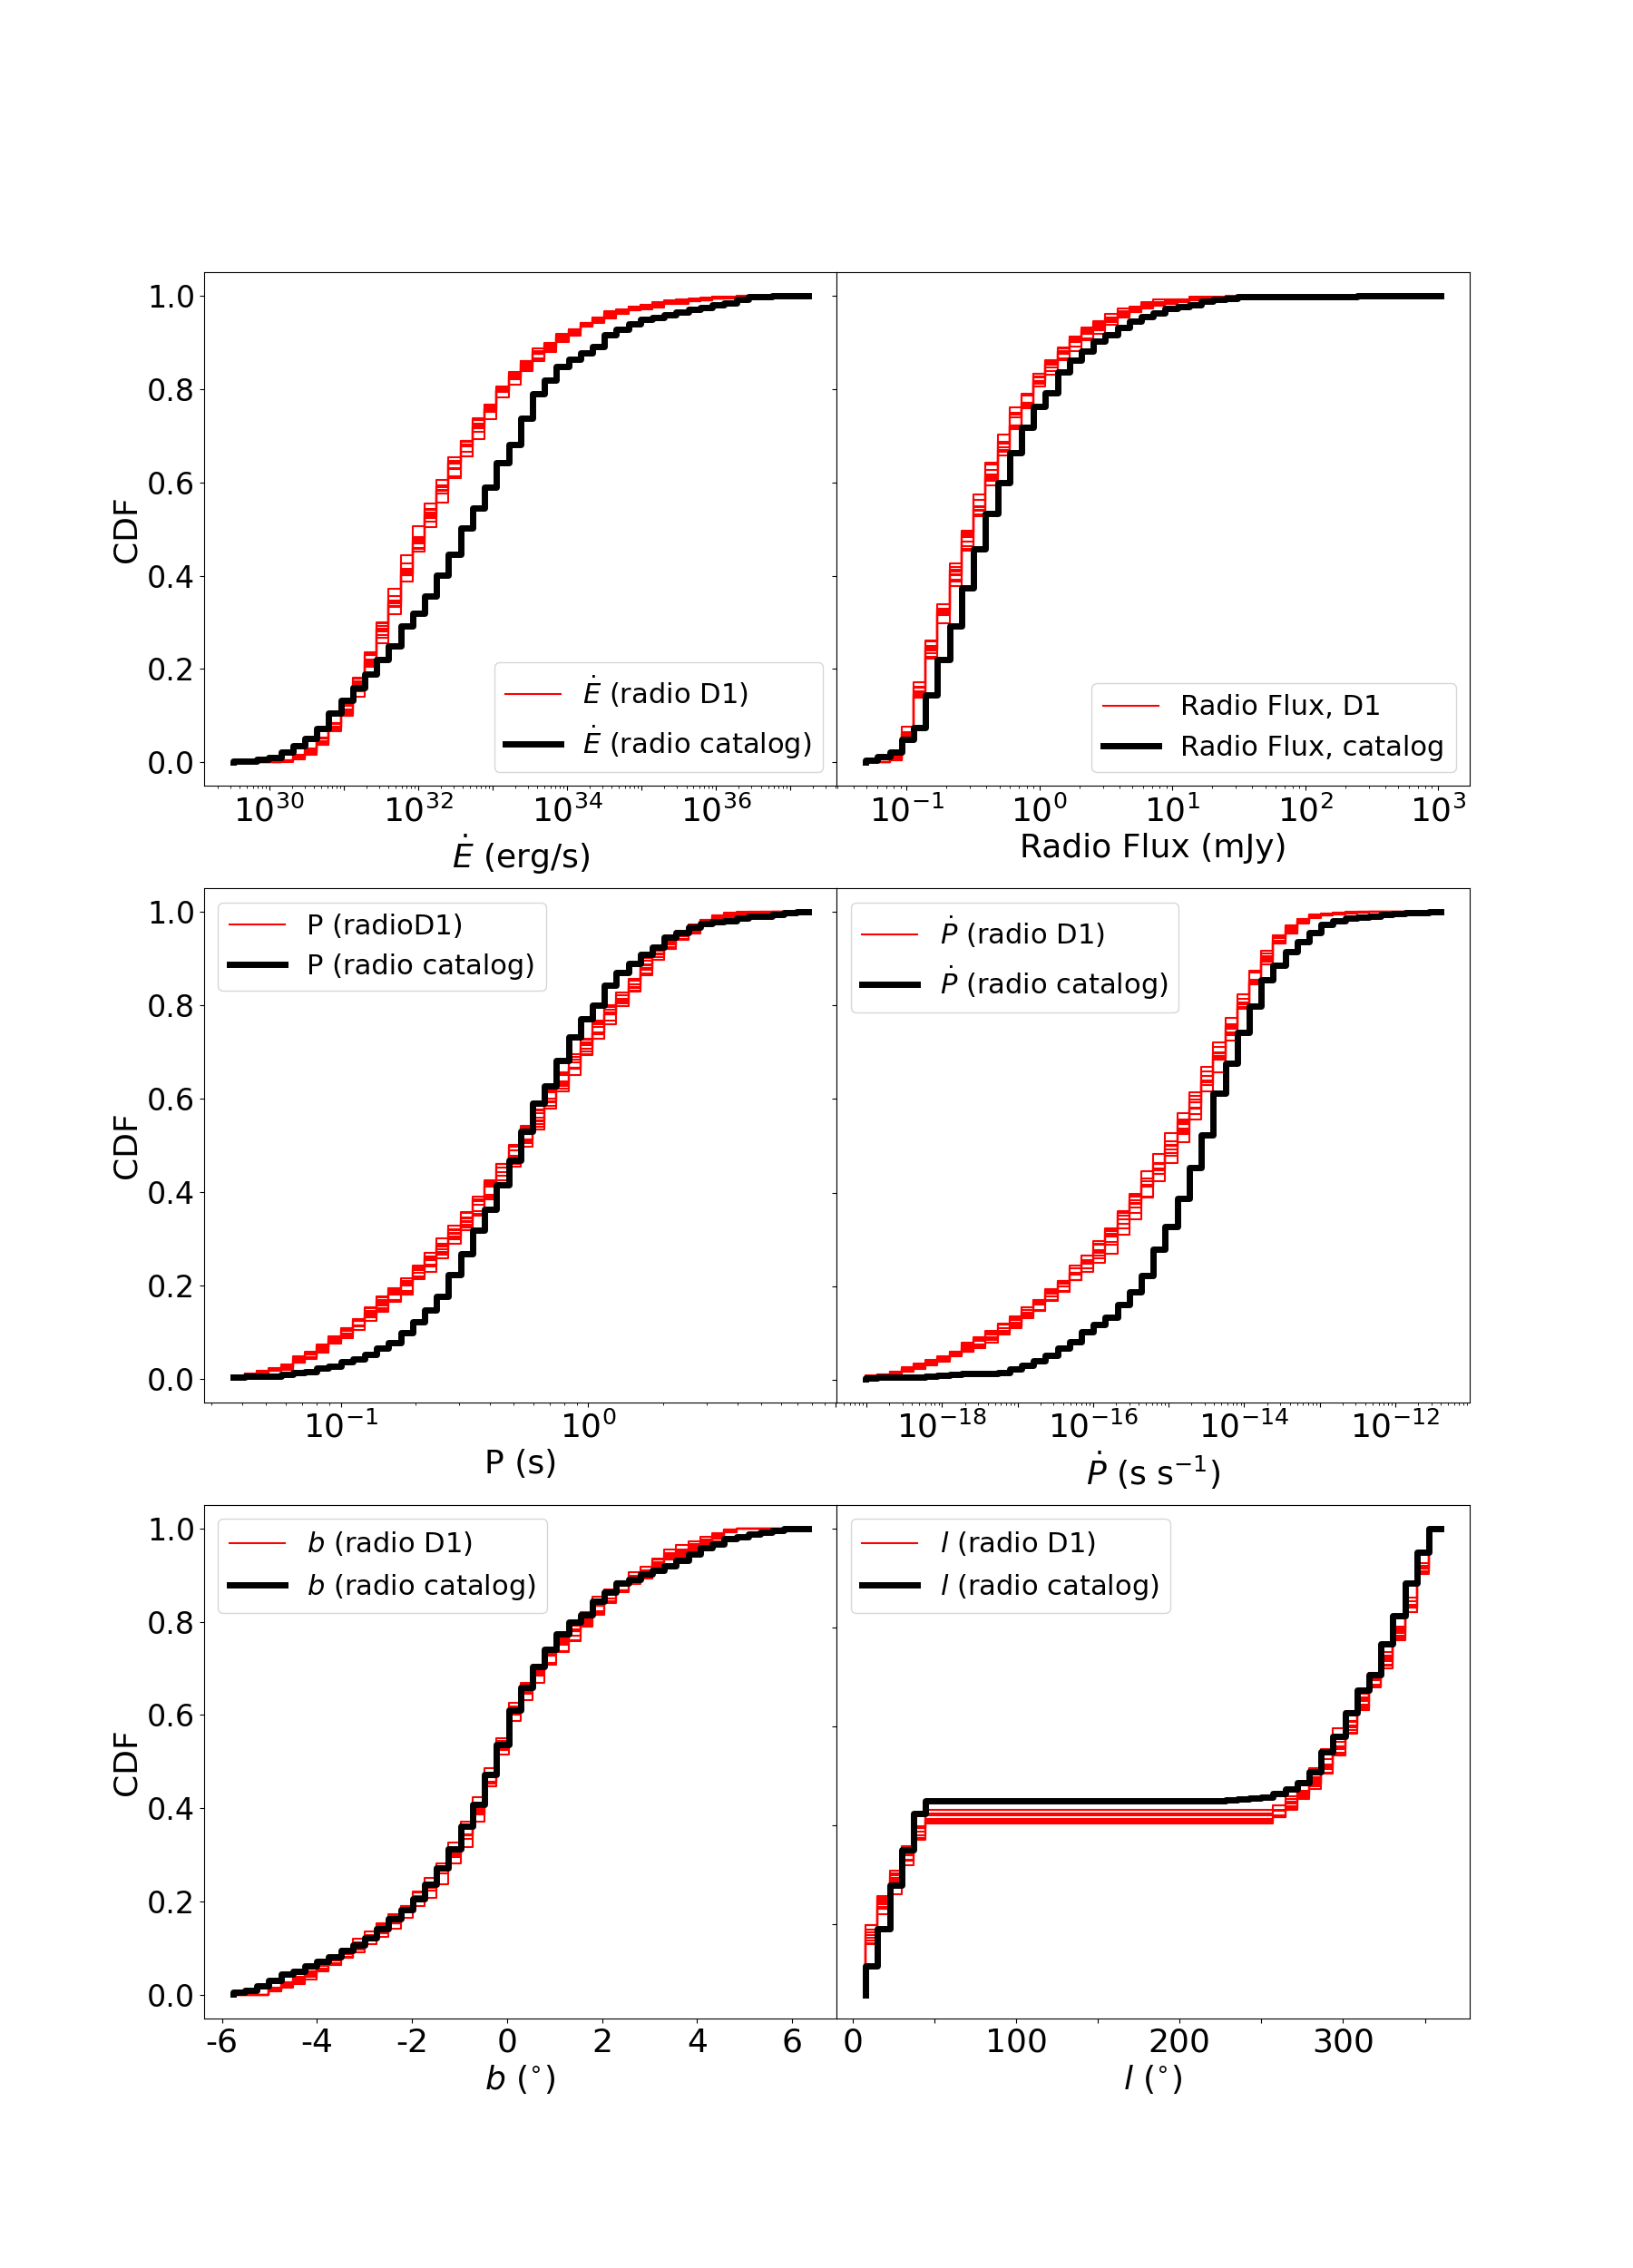 1.0
0.8
0.6
0.4
0.2
0.0
CDF
Ė (radio D1)
Ė (radio catalog)
10^30 10^32 10^34 10^36
Ė (erg/s)
Radio Flux, D1
Radio Flux, catalog
10^−1 10^0 10^1 10^2 10^3
Radio Flux (mJy)
1.0
0.8
0.6
0.4
0.2
0.0
CDF
P (radioD1)
P (radio catalog)
10^−1 10^0
P (s)
Ṗ (radio D1)
Ṗ (radio catalog)
10^−18 10^−16 10^−14 10^−12
Ṗ (s s^−1)
1.0
0.8
0.6
0.4
0.2
0.0
CDF
b (radio D1)
b (radio catalog)
-6 -4 -2 0 2 4 6
b (°)
l (radio D1)
l (radio catalog)
0 100 200 300
l (°)